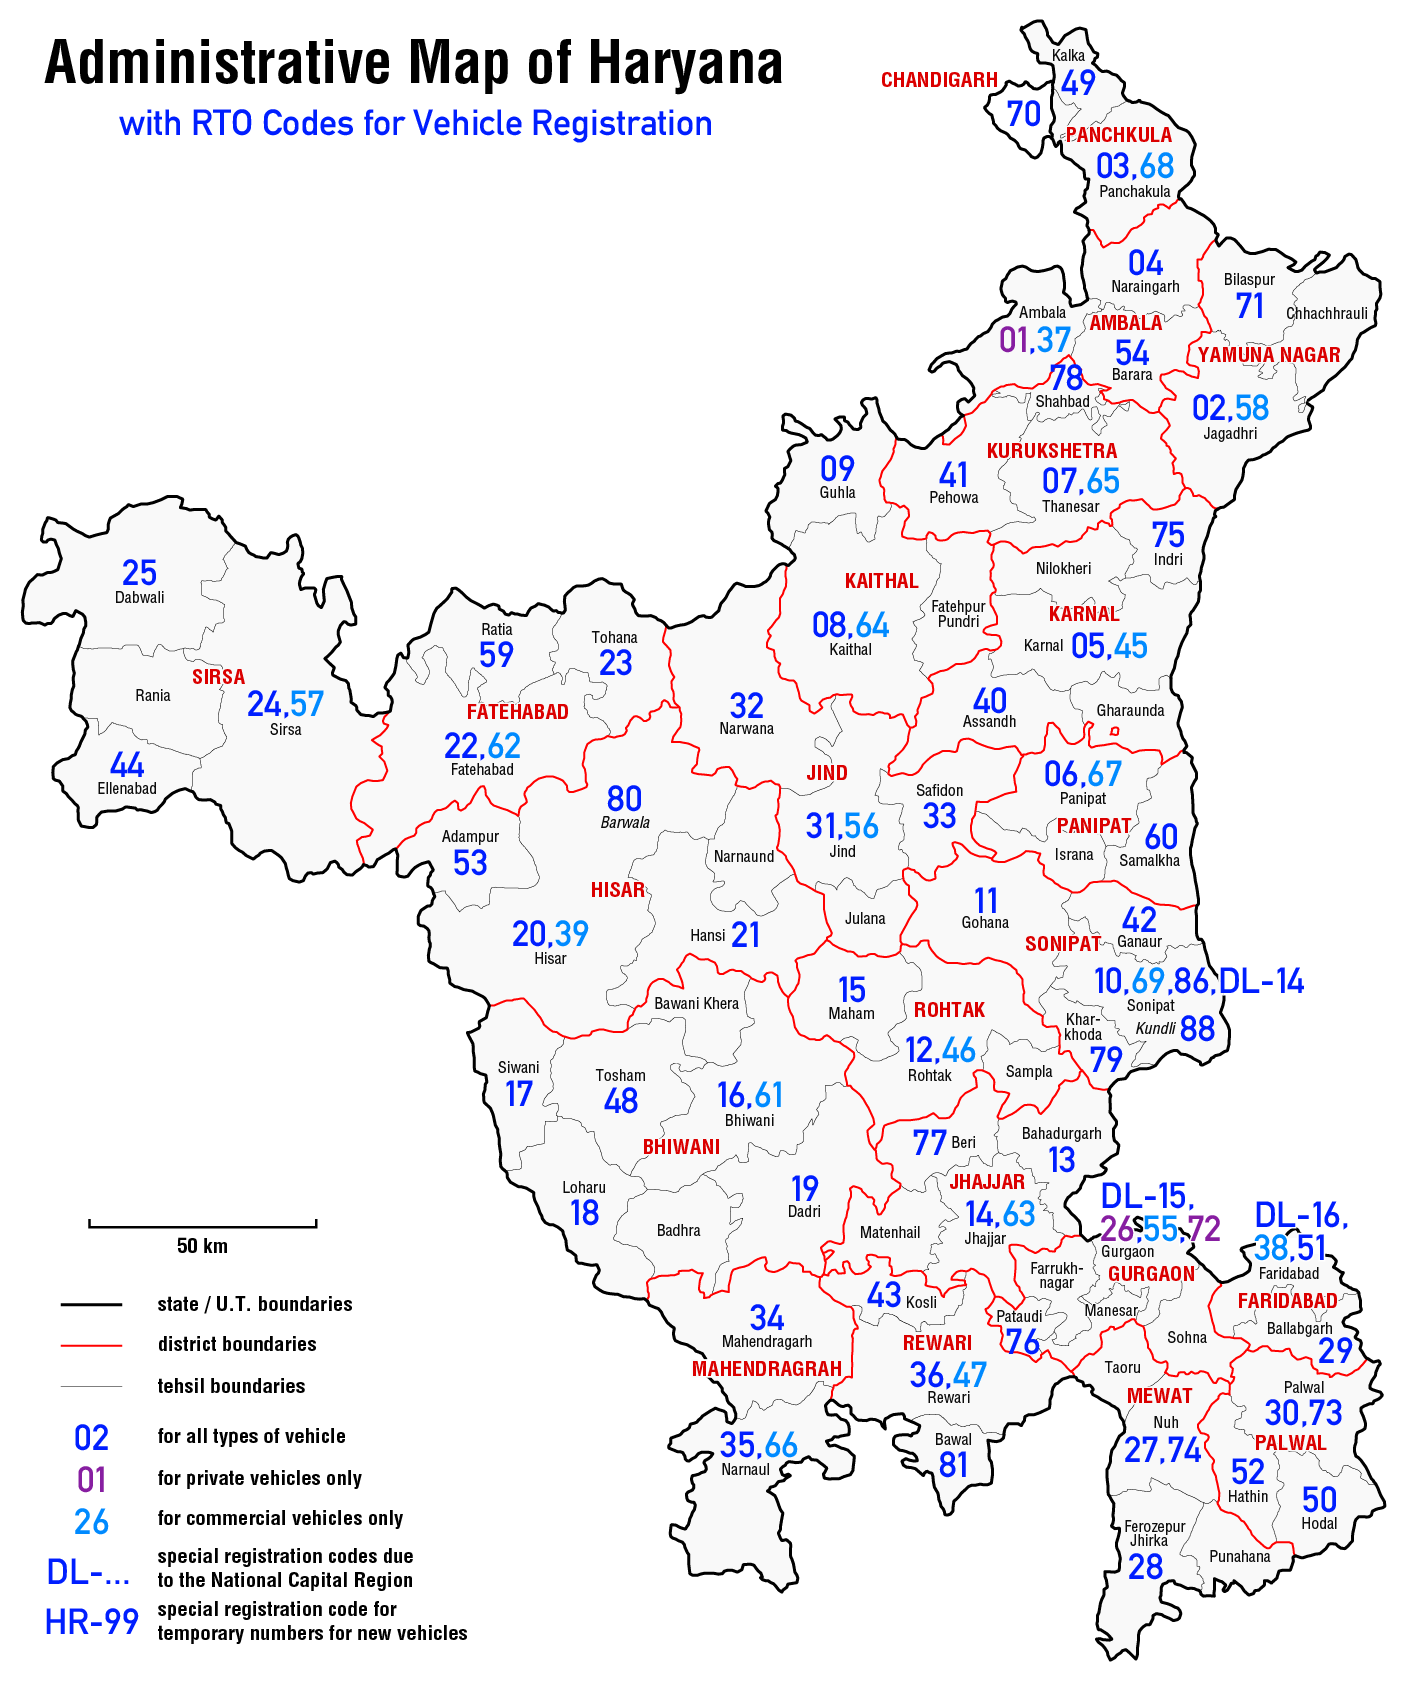 Administrative Map of Haryana
with RTO Codes for Vehicle Registration
Kalka
49
CHANDIGARH
70
PANCHKULA
03,68
Panchakula
04
Naraingarh
Bilaspur
71
Chhachhrauli
Ambala
01,37
AMBALA
54
Barara
YAMUNA NAGAR
78
Shahbad
02,58
Jagadhri
09
Guhla
41
Pehowa
KURUKSHETRA
07,65
Thanesar
75
Indri
25
Dabwali
KAITHAL
Nilokheri
08,64
Kaithal
Fatehpur
Pundri
KARNAL
Karnal 05,45
Ratia
59
Tohana
23
SIRSA
Rania
24,57
Sirsa
FATEHABAD
32
Narwana
40
Assandh
Gharaunda
22,62
Fatehabad
44
Ellenabad
JIND
06,67
Panipat
80
Barwala
Safidon
33
31,56
Jind
PANIPAT
60
Samalkha
Israna
Adampur
53
Narnaund
HISAR
Julana
11
Gohana
42
Ganaur
20,39
Hisar
Hansi 21
SONIPAT
10,69,86,DL-14
Sonipat
Kundli 88
Bawani Khera
15
Maham
ROHTAK
12,46
Rohtak
Khar-
khoda
79
Siwani
17
Tosham
48
16,61
Bhiwani
Sampla
BHIWANI
77 Beri
Bahadurgarh
13
Loharu
18
19
Dadri
JHAJJAR
14,63
Jhajjar
DL-15,
26,55,72
Gurgaon
DL-16,
38,51
Faridabad
Badhra
Matenhail
50 km
Farrukh-
nagar
GURGAON
43 Kosli
Pataudi
76
Manesar
Sohna
FARIDABAD
Ballabgarh
29
34
Mahendragarh
REWARI
MAHENDRAGRAH
36,47
Rewari
Taoru
MEWAT
Nuh
27,74
Palwal
30,73
PALWAL
35,66
Narnaul
Bawal
81
52
Hathin
50
Hodal
Ferozepur
Jhirka
28
Punahana
state / U.T. boundaries
district boundaries
tehsil boundaries
02 for all types of vehicle
01 for private vehicles only
26 for commercial vehicles only
DL-... special registration codes due
to the National Capital Region
HR-99 special registration code for
temporary numbers for new vehicles